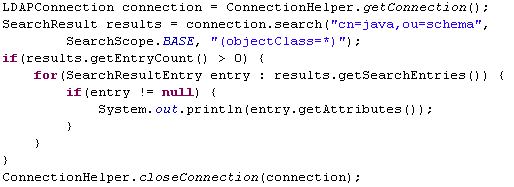 LDAPConnection connection = ConnectionHelper.getConnection();
SearchResult results = connection.search("cn=java,ou=schema",
        SearchScope.BASE, "(objectClass=*)");
if(results.getEntryCount() > 0) {
    for(SearchResultEntry entry : results.getSearchEntries()) {
        if(entry != null) {
            System.out.println(entry.getAttributes());
        }
    }
}
ConnectionHelper.closeConnection(connection);